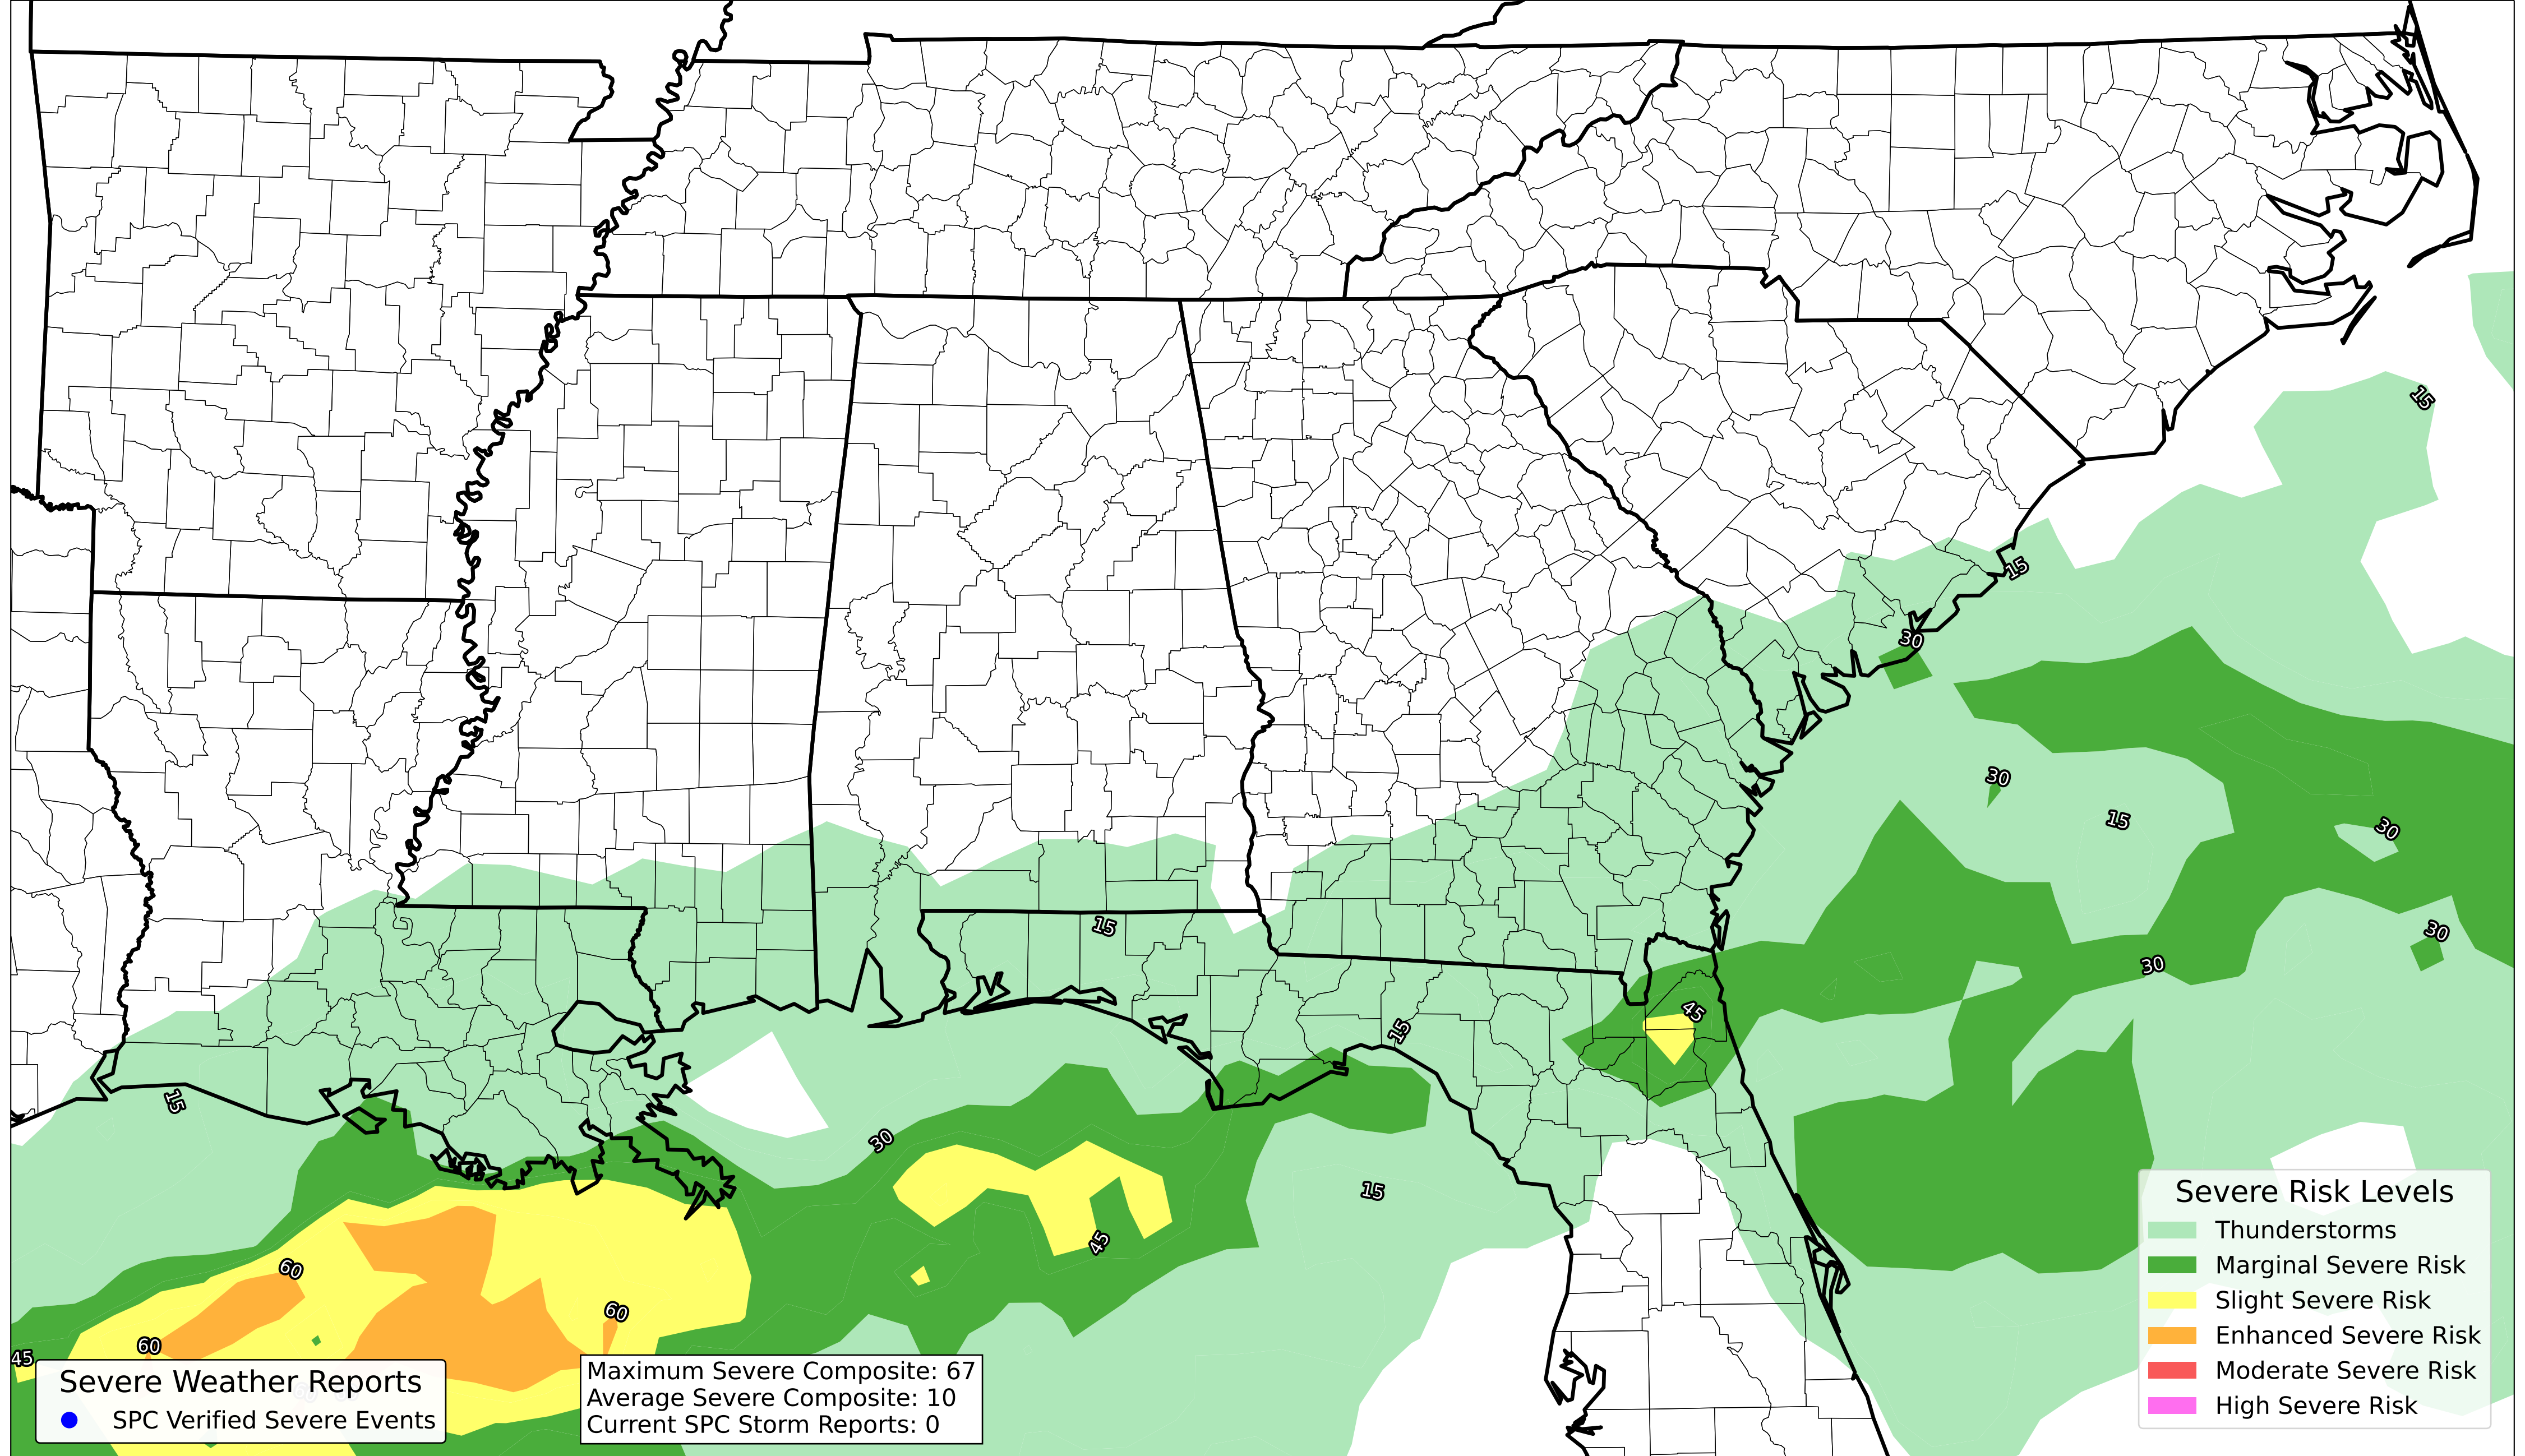 15
15
30
30
15
30
15
30
30
45
15
15
30
15
45
60
60
60
45
Severe Risk Levels
Thunderstorms
Marginal Severe Risk
Slight Severe Risk
Enhanced Severe Risk
Moderate Severe Risk
High Severe Risk
Severe Weather Reports
SPC Verified Severe Events
Maximum Severe Composite: 67
Average Severe Composite: 10
Current SPC Storm Reports: 0